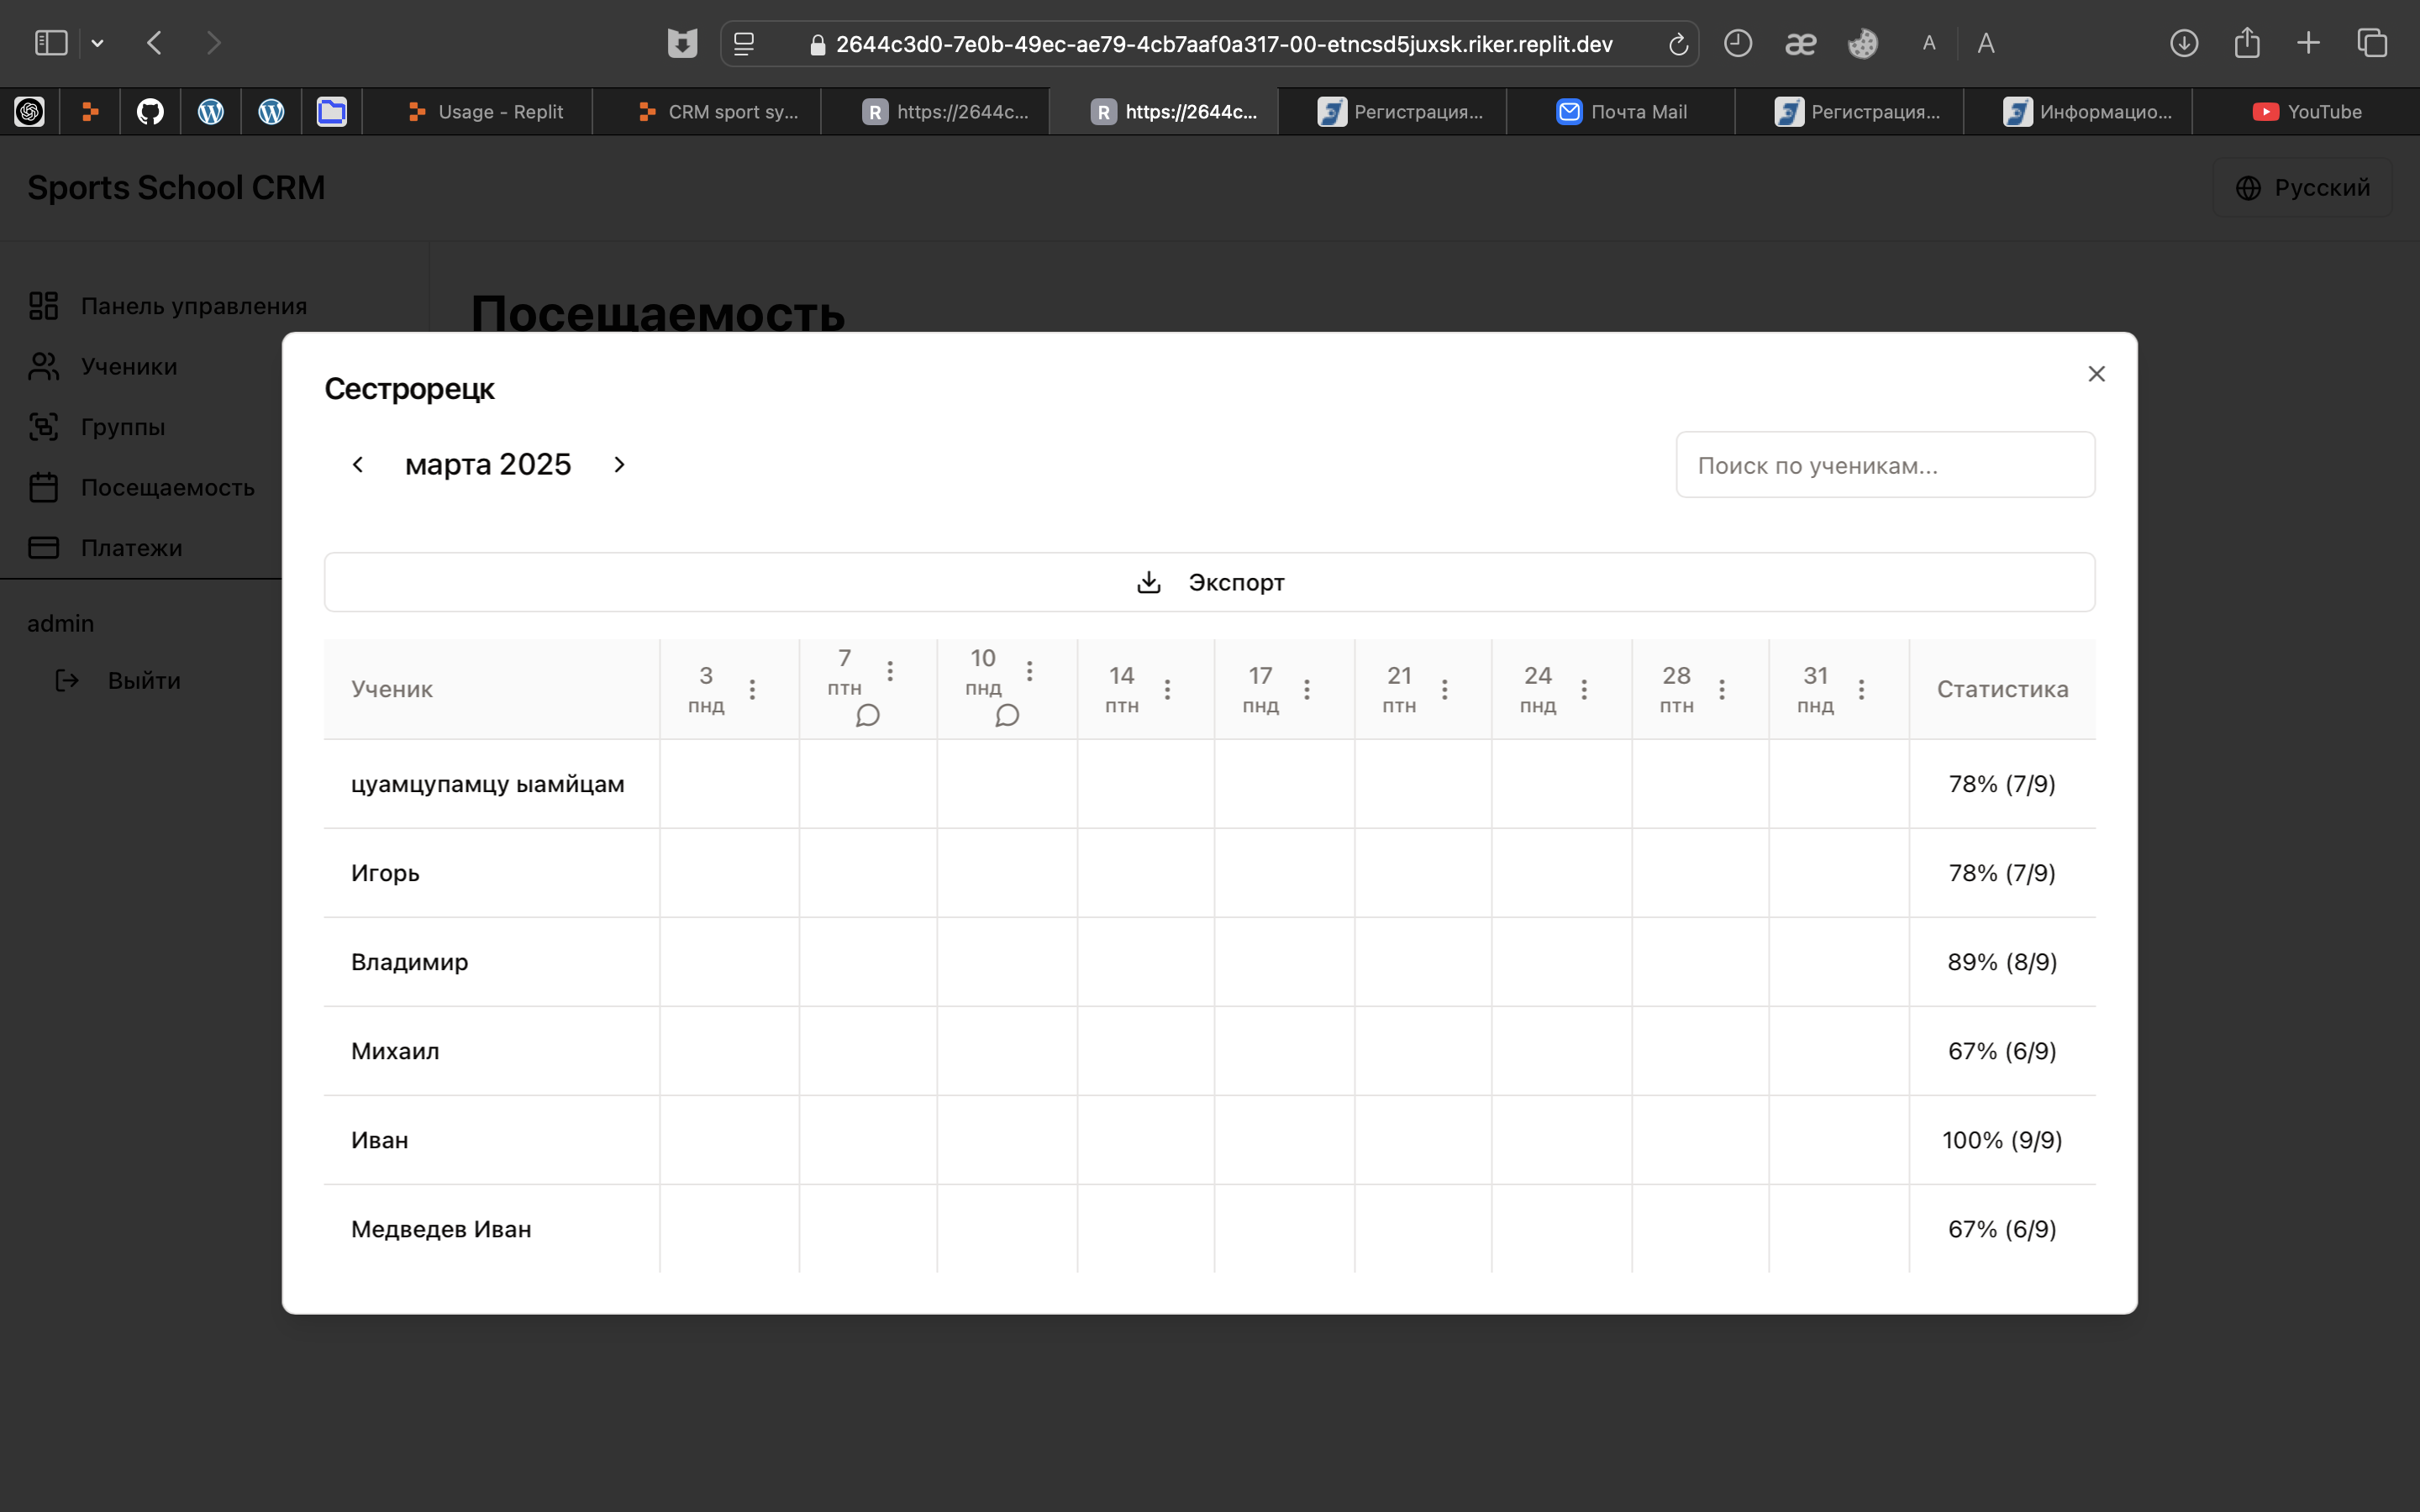 2644c3d0-7e0b-49ec-ae79-4cb7aaf0a317-00-etncsd5juxsk.riker.replit.dev
æ A A
Usage - Replit CRM sport sy... R https://2644c... R https://2644c... Регистрация... Почта Mail Регистрация... Информацио... YouTube
Sports School CRM
Русский
Панель управления
Ученики
Группы
Посещаемость
Платежи
admin
Выйти
Посещаемость
Сестрорецк
марта 2025
Поиск по ученикам...
Экспорт
Ученик 3 пнд 7 птн 10 пнд 14 птн 17 пнд 21 птн 24 пнд 28 птн 31 пнд Статистика
цуамцупамцу ыамйцам 78% (7/9)
Игорь 78% (7/9)
Владимир 89% (8/9)
Михаил 67% (6/9)
Иван 100% (9/9)
Медведев Иван 67% (6/9)